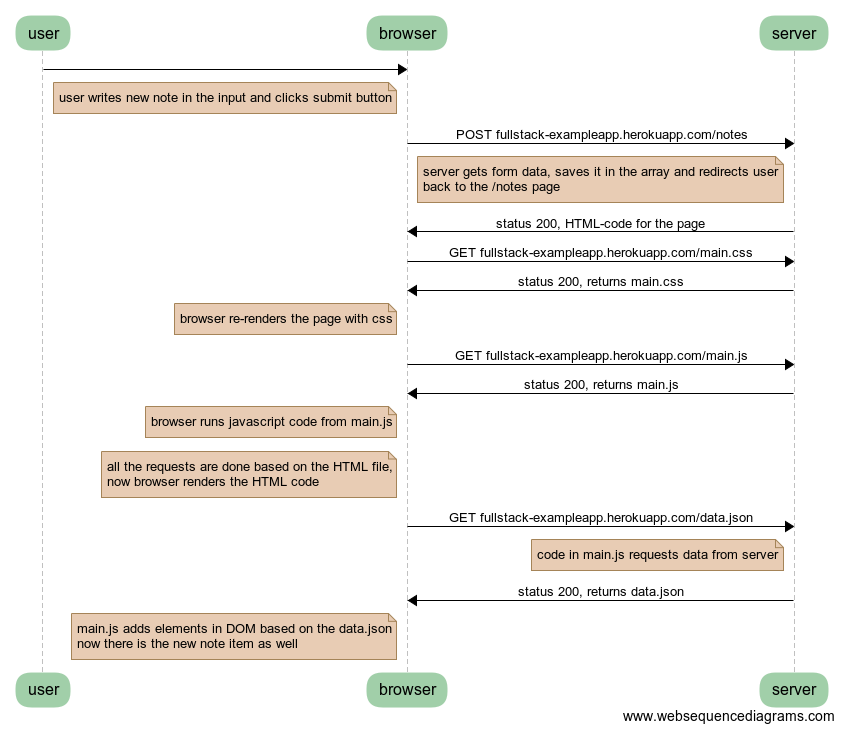 user
browser
server
user writes new note in the input and clicks submit button
POST fullstack-exampleapp.herokuapp.com/notes
server gets form data, saves it in the array and redirects user
back to the /notes page
status 200, HTML-code for the page
GET fullstack-exampleapp.herokuapp.com/main.css
status 200, returns main.css
browser re-renders the page with css
GET fullstack-exampleapp.herokuapp.com/main.js
status 200, returns main.js
browser runs javascript code from main.js
all the requests are done based on the HTML file,
now browser renders the HTML code
GET fullstack-exampleapp.herokuapp.com/data.json
code in main.js requests data from server
status 200, returns data.json
main.js adds elements in DOM based on the data.json
now there is the new note item as well
user
browser
server
www.websequencediagrams.com